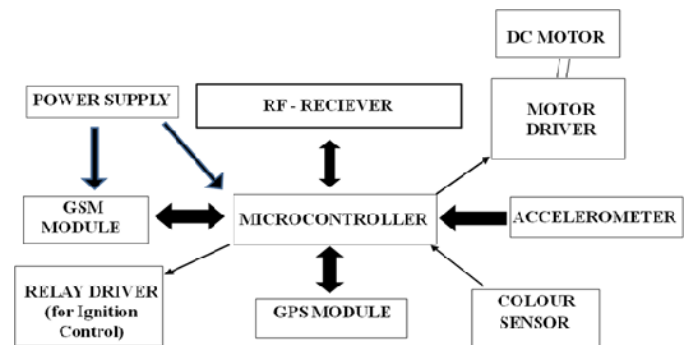 DC MOTOR
POWER SUPPLY
RF - RECIEVER
MOTOR
DRIVER
GSM
MODULE
MICROCONTROLLER
ACCELEROMETER
RELAY DRIVER
(for Ignition
Control)
GPS MODULE
COLOUR
SENSOR